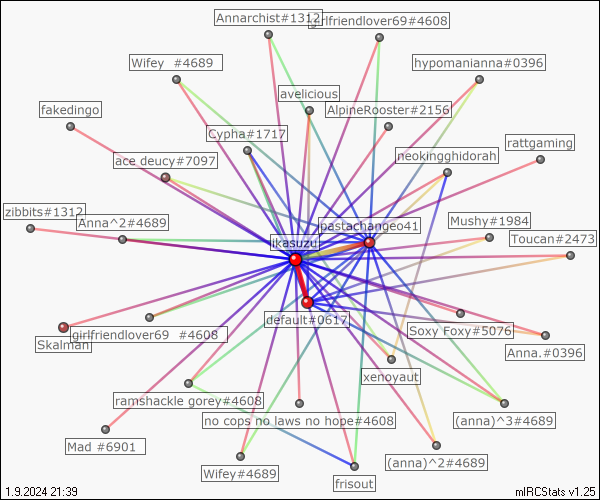 Annarchist#1312
girlfriendlover69#4608
Wifey  #4689
hypomanianna#0396
avelicious
fakedingo
AlpineRooster#2156
Cypha#1717
rattgaming
ace deucy#7097
neokingghidorah
zibbits#1312
Anna^2#4689
pastachangeo41
Mushy#1984
ikasuzu
Toucan#2473
default#0617
girlfriendlover69  #4608
Soxy Foxy#5076
Skalman
Anna.#0396
xenoyaut
ramshackle gorey#4608
no cops no laws no hope#4608
(anna)^3#4689
Mad #6901
(anna)^2#4689
Wifey#4689
frisout
1.9.2024 21:39
mIRCStats v1.25